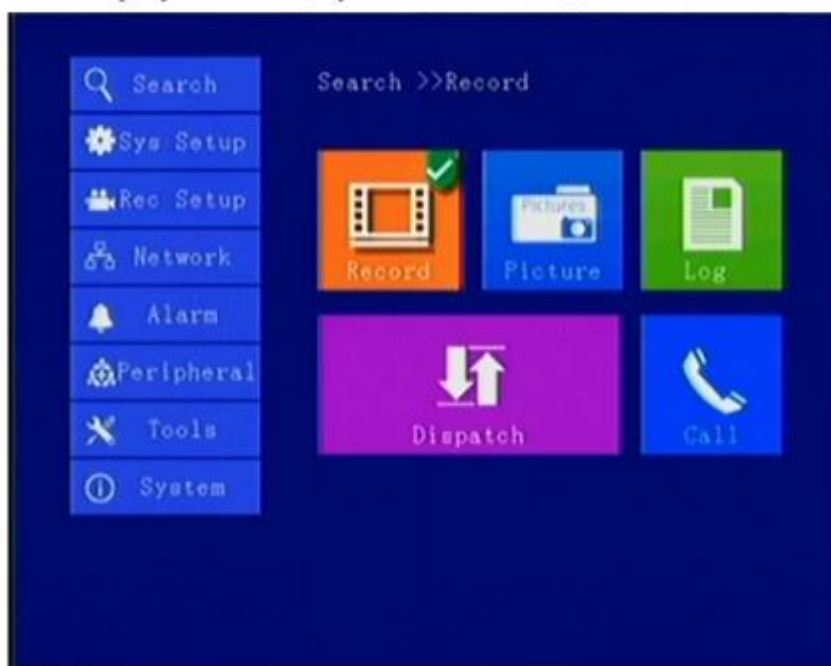 Search
Sys Setup
Rec Setup
Network
Alarm
Peripheral
Tools
System
Search >>Record
Record
Pictures
Picture
Log
Dispatch
Call